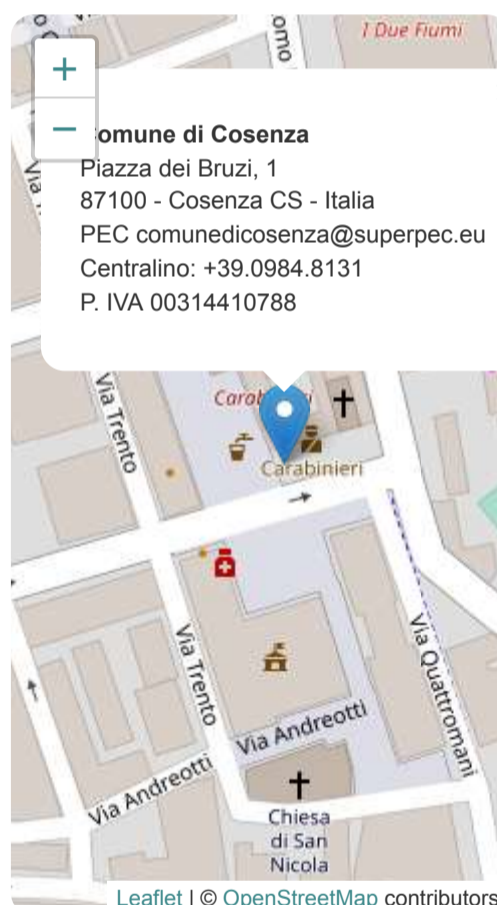 I Due Fiumi
+
−
omune di Cosenza
Piazza dei Bruzi, 1
87100 - Cosenza CS - Italia
PEC comunedicosenza@superpec.eu
Centralino: +39.0984.8131
P. IVA 00314410788
Via Trento
Carabinieri
Via Trento
Via Quattromani
Via Andreotti
Via Andreotti
Chiesa
di San
Nicola
Leaflet | © OpenStreetMap contributors